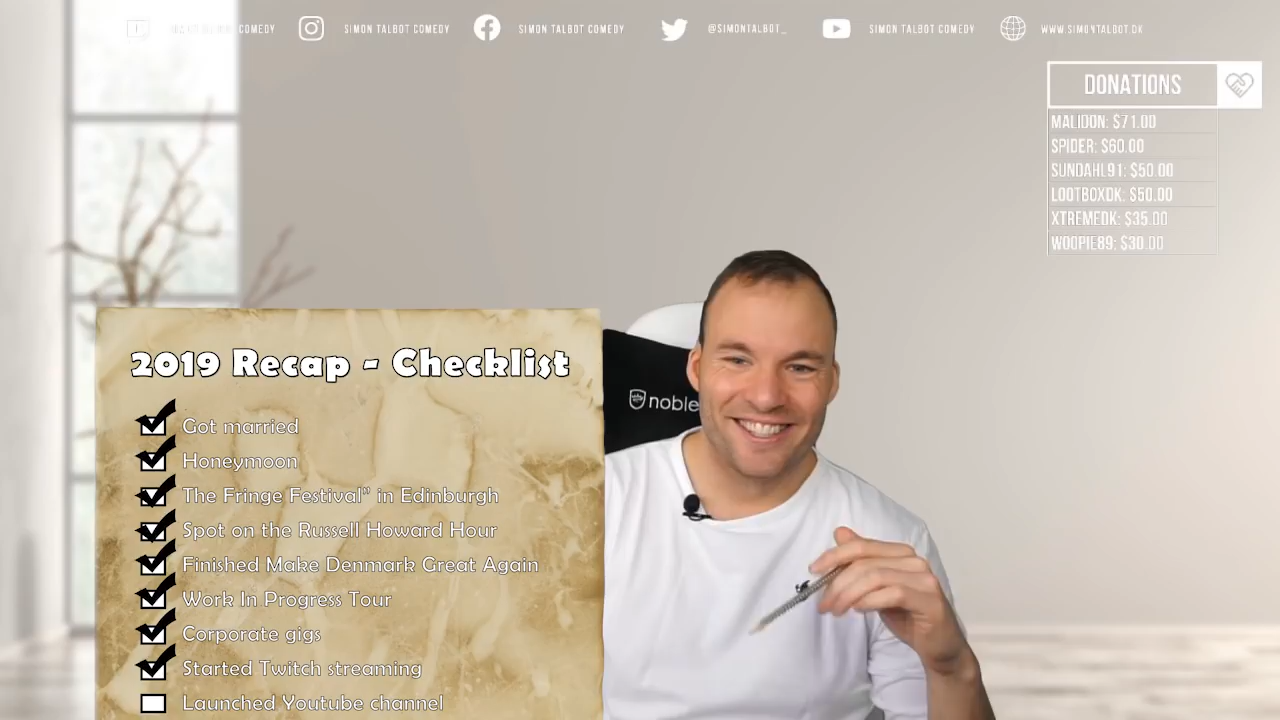 COMEDY
SIMON TALBOT COMEDY
SIMON TALBOT COMEDY
@SIMONTALBOT_
SIMON TALBOT COMEDY
WWW.SIMONTALBOT.DK
DONATIONS
MALIDON: $71.00
SPIDER: $60.00
SUNDAHL91: $50.00
LOOTBOXDK: $50.00
XTREMEDK: $35.00
WOOPIE89: $30.00
2019 Recap - Checklist
Got married
Honeymoon
The Fringe Festival” in Edinburgh
Spot on the Russell Howard Hour
Finished Make Denmark Great Again
Work In Progress Tour
Corporate gigs
Started Twitch streaming
Launched Youtube channel
noble